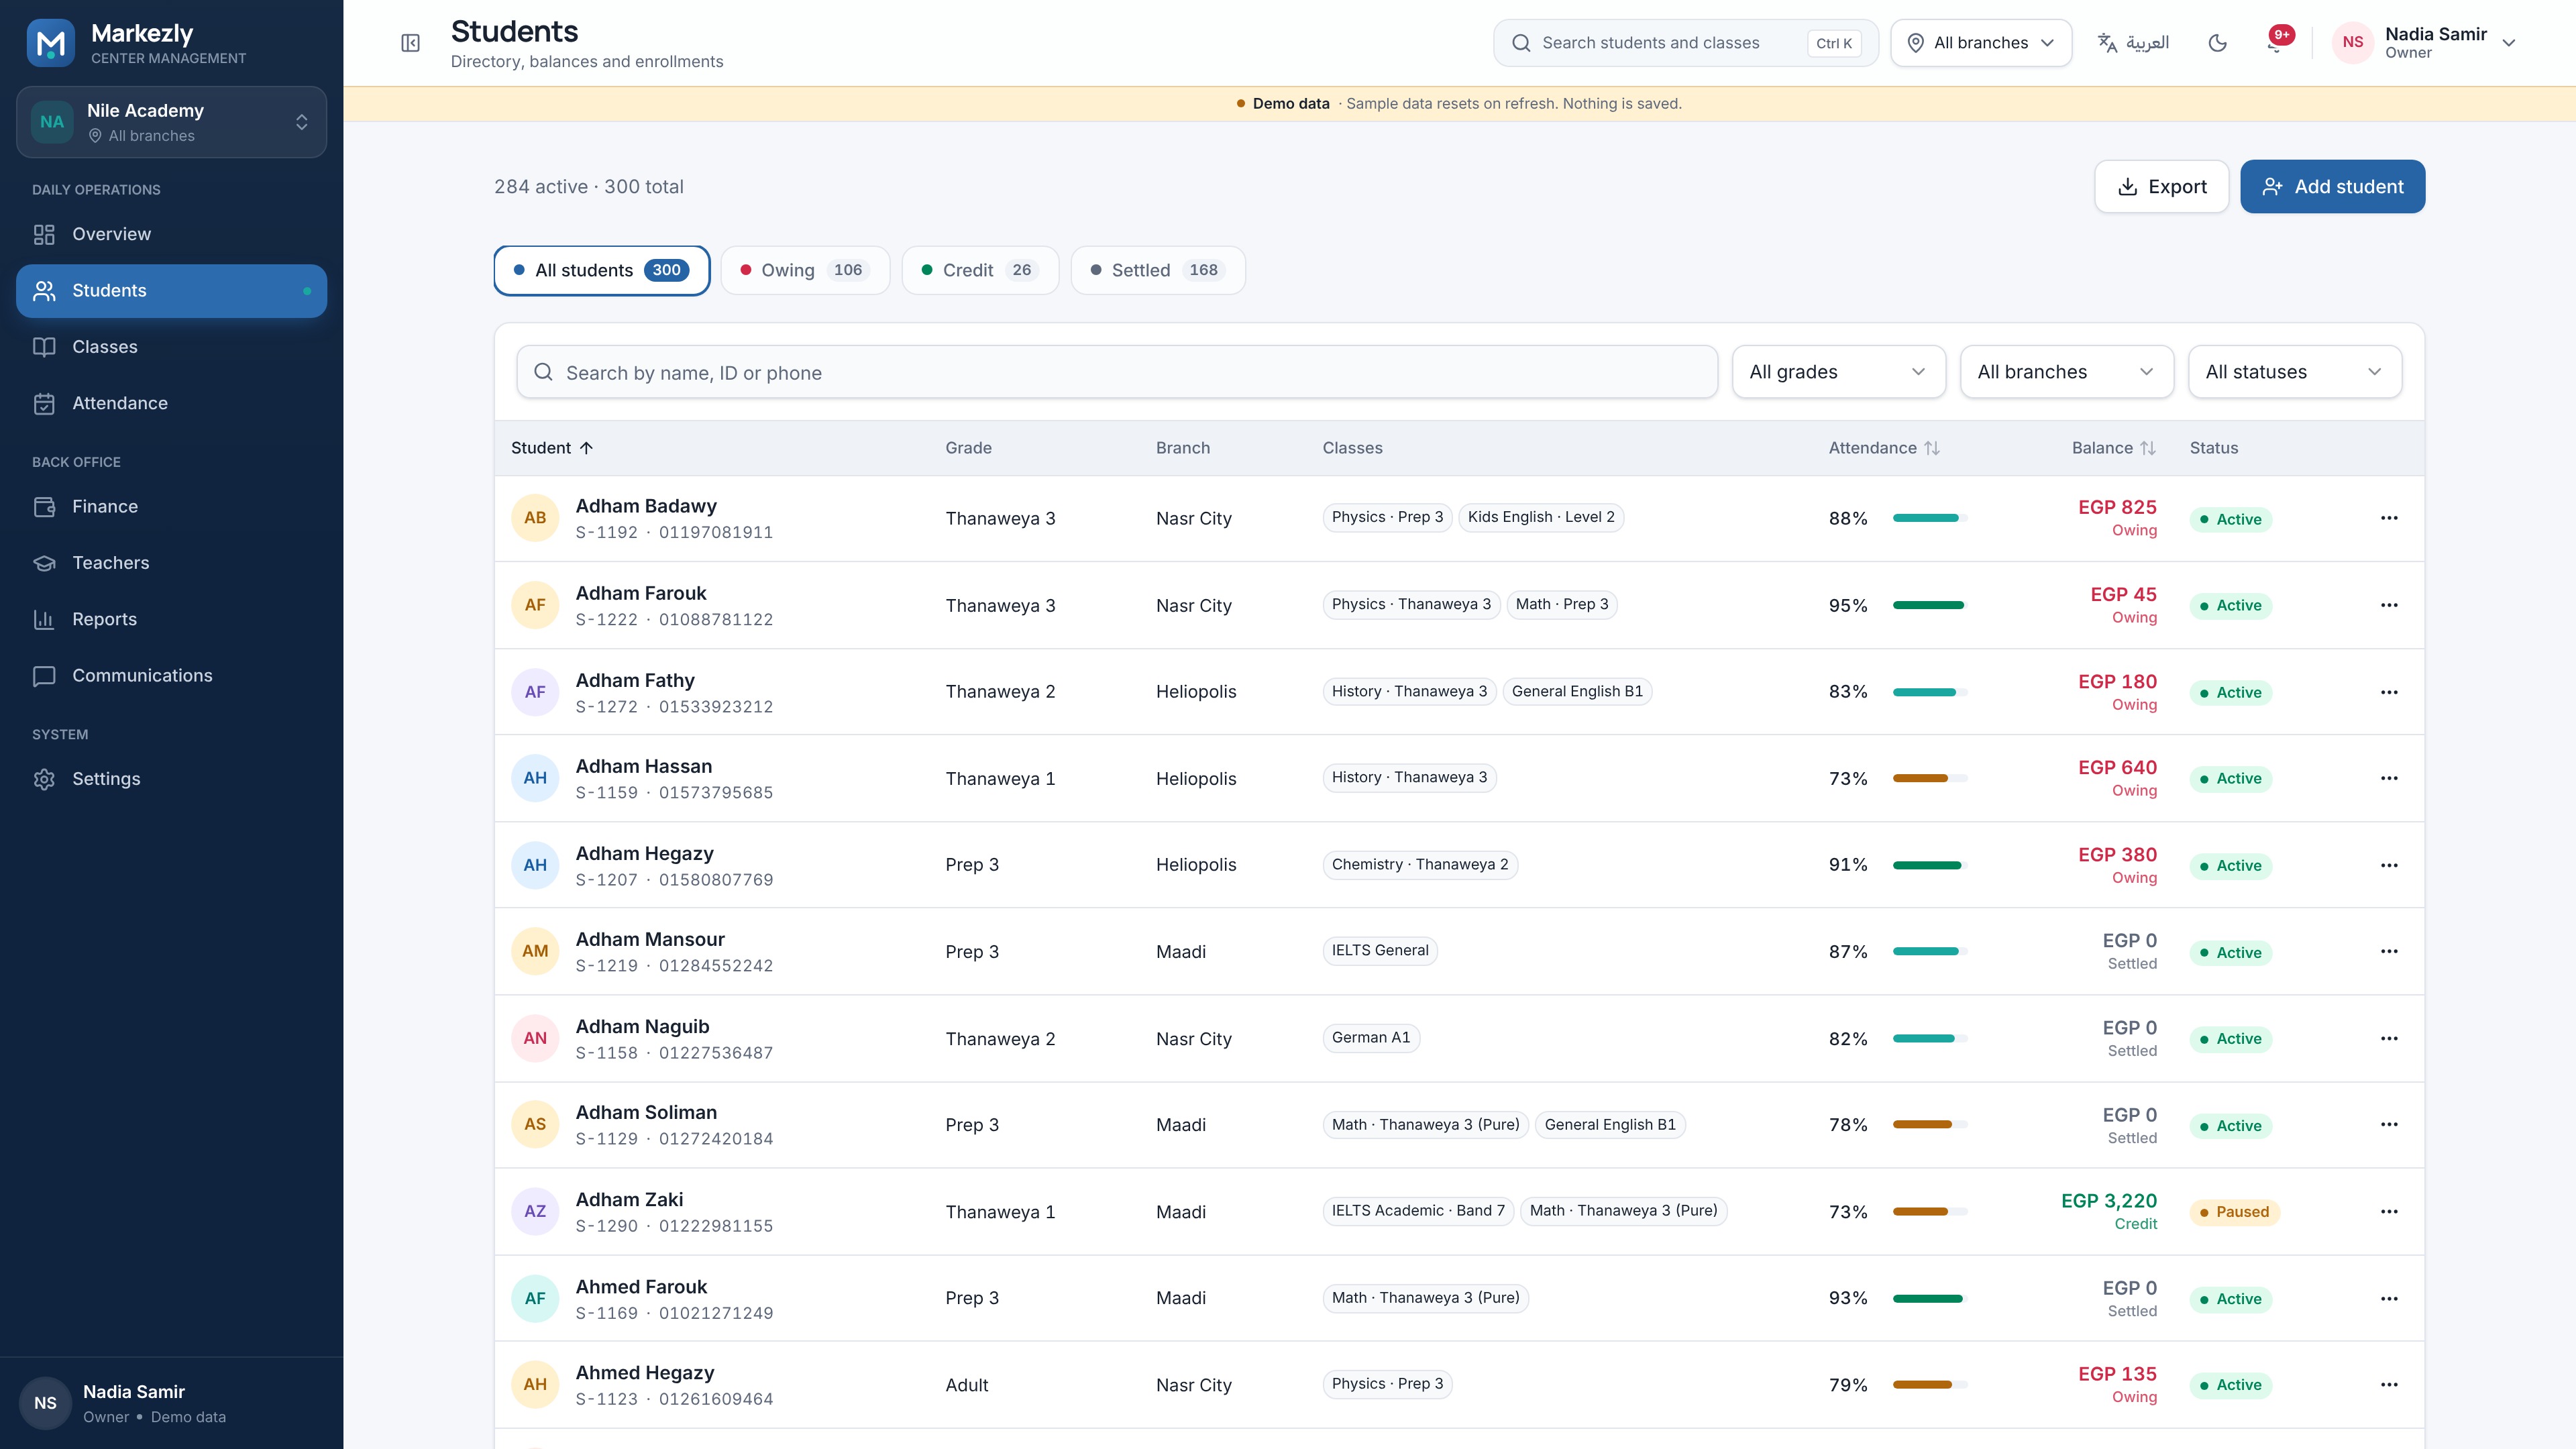 Markezly
CENTER MANAGEMENT
NA
Nile Academy
All branches
DAILY OPERATIONS
Overview
Students
Classes
Attendance
BACK OFFICE
Finance
Teachers
Reports
Communications
SYSTEM
Settings
NS
Nadia Samir
Owner • Demo data
Students
Directory, balances and enrollments
Search students and classes Ctrl K
All branches
العربية
9+
NS
Nadia Samir
Owner
Demo data · Sample data resets on refresh. Nothing is saved.
284 active · 300 total
Export
Add student
All students 300
Owing 106
Credit 26
Settled 168
Search by name, ID or phone
All grades
All branches
All statuses
Student Grade Branch Classes Attendance Balance Status
AB Adham Badawy Thanaweya 3 Nasr City Physics · Prep 3 Kids English · Level 2 88% EGP 825 Active
S-1192 · 01197081911 Owing
AF Adham Farouk Thanaweya 3 Nasr City Physics · Thanaweya 3 Math · Prep 3 95% EGP 45 Active
S-1222 · 01088781122 Owing
AF Adham Fathy Thanaweya 2 Heliopolis History · Thanaweya 3 General English B1 83% EGP 180 Active
S-1272 · 01533923212 Owing
AH Adham Hassan Thanaweya 1 Heliopolis History · Thanaweya 3 73% EGP 640 Active
S-1159 · 01573795685 Owing
AH Adham Hegazy Prep 3 Heliopolis Chemistry · Thanaweya 2 91% EGP 380 Active
S-1207 · 01580807769 Owing
AM Adham Mansour Prep 3 Maadi IELTS General 87% EGP 0 Active
S-1219 · 01284552242 Settled
AN Adham Naguib Thanaweya 2 Nasr City German A1 82% EGP 0 Active
S-1158 · 01227536487 Settled
AS Adham Soliman Prep 3 Maadi Math · Thanaweya 3 (Pure) General English B1 78% EGP 0 Active
S-1129 · 01272420184 Settled
AZ Adham Zaki Thanaweya 1 Maadi IELTS Academic · Band 7 Math · Thanaweya 3 (Pure) 73% EGP 3,220 Paused
S-1290 · 01222981155 Credit
AF Ahmed Farouk Prep 3 Maadi Math · Thanaweya 3 (Pure) 93% EGP 0 Active
S-1169 · 01021271249 Settled
AH Ahmed Hegazy Adult Nasr City Physics · Prep 3 79% EGP 135 Active
S-1123 · 01261609464 Owing